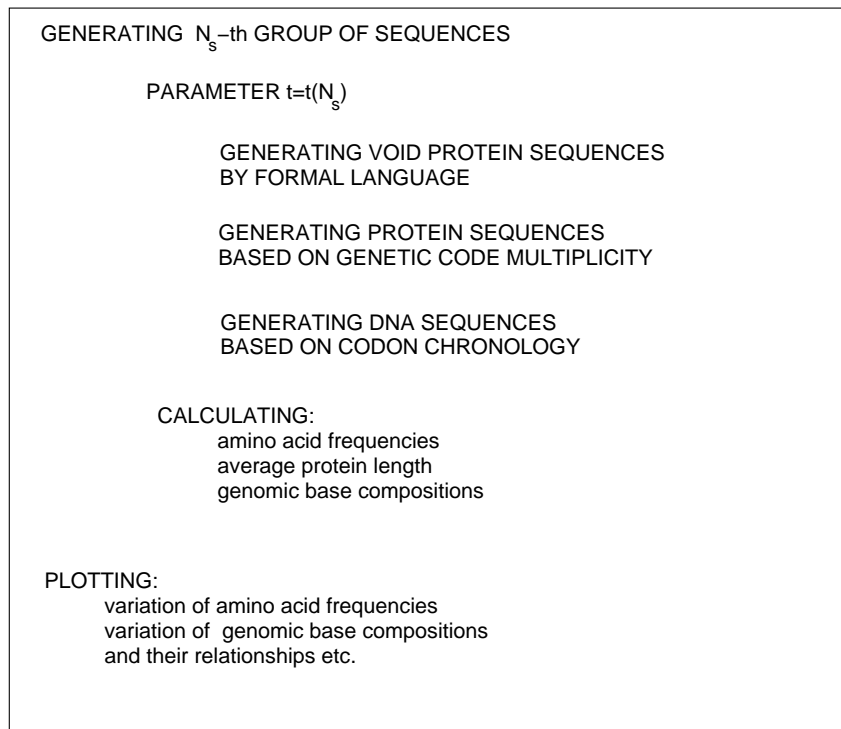 GENERATING N_s–th GROUP OF SEQUENCES
PARAMETER t=t(N_s)
GENERATING VOID PROTEIN SEQUENCES
BY FORMAL LANGUAGE
GENERATING PROTEIN SEQUENCES
BASED ON GENETIC CODE MULTIPLICITY
GENERATING DNA SEQUENCES
BASED ON CODON CHRONOLOGY
CALCULATING:
amino acid frequencies
average protein length
genomic base compositions
PLOTTING:
variation of amino acid frequencies
variation of genomic base compositions
and their relationships etc.